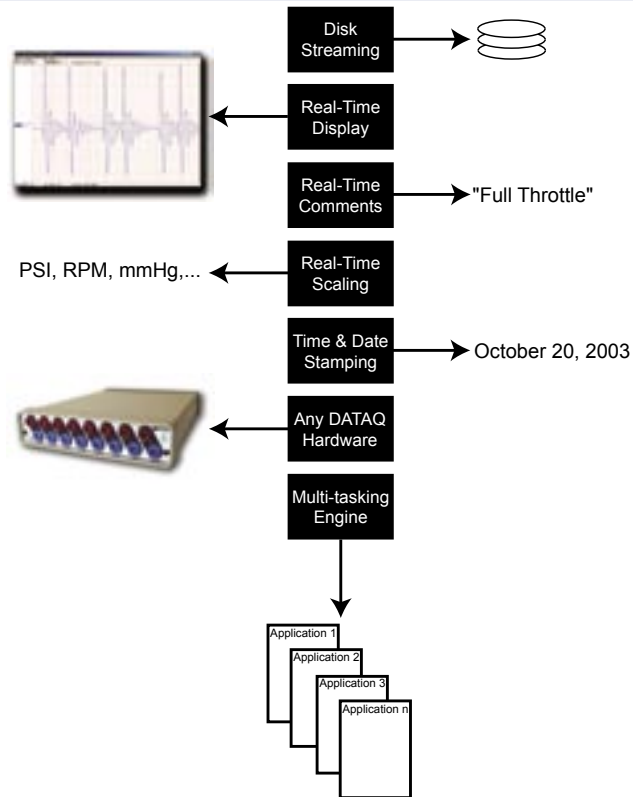 Disk
Streaming
Real-Time
Display
Real-Time
Comments
"Full Throttle"
PSI, RPM, mmHg,...
Real-Time
Scaling
Time & Date
Stamping
October 20, 2003
Any DATAQ
Hardware
Multi-tasking
Engine
Application 1
Application 2
Application 3
Application n